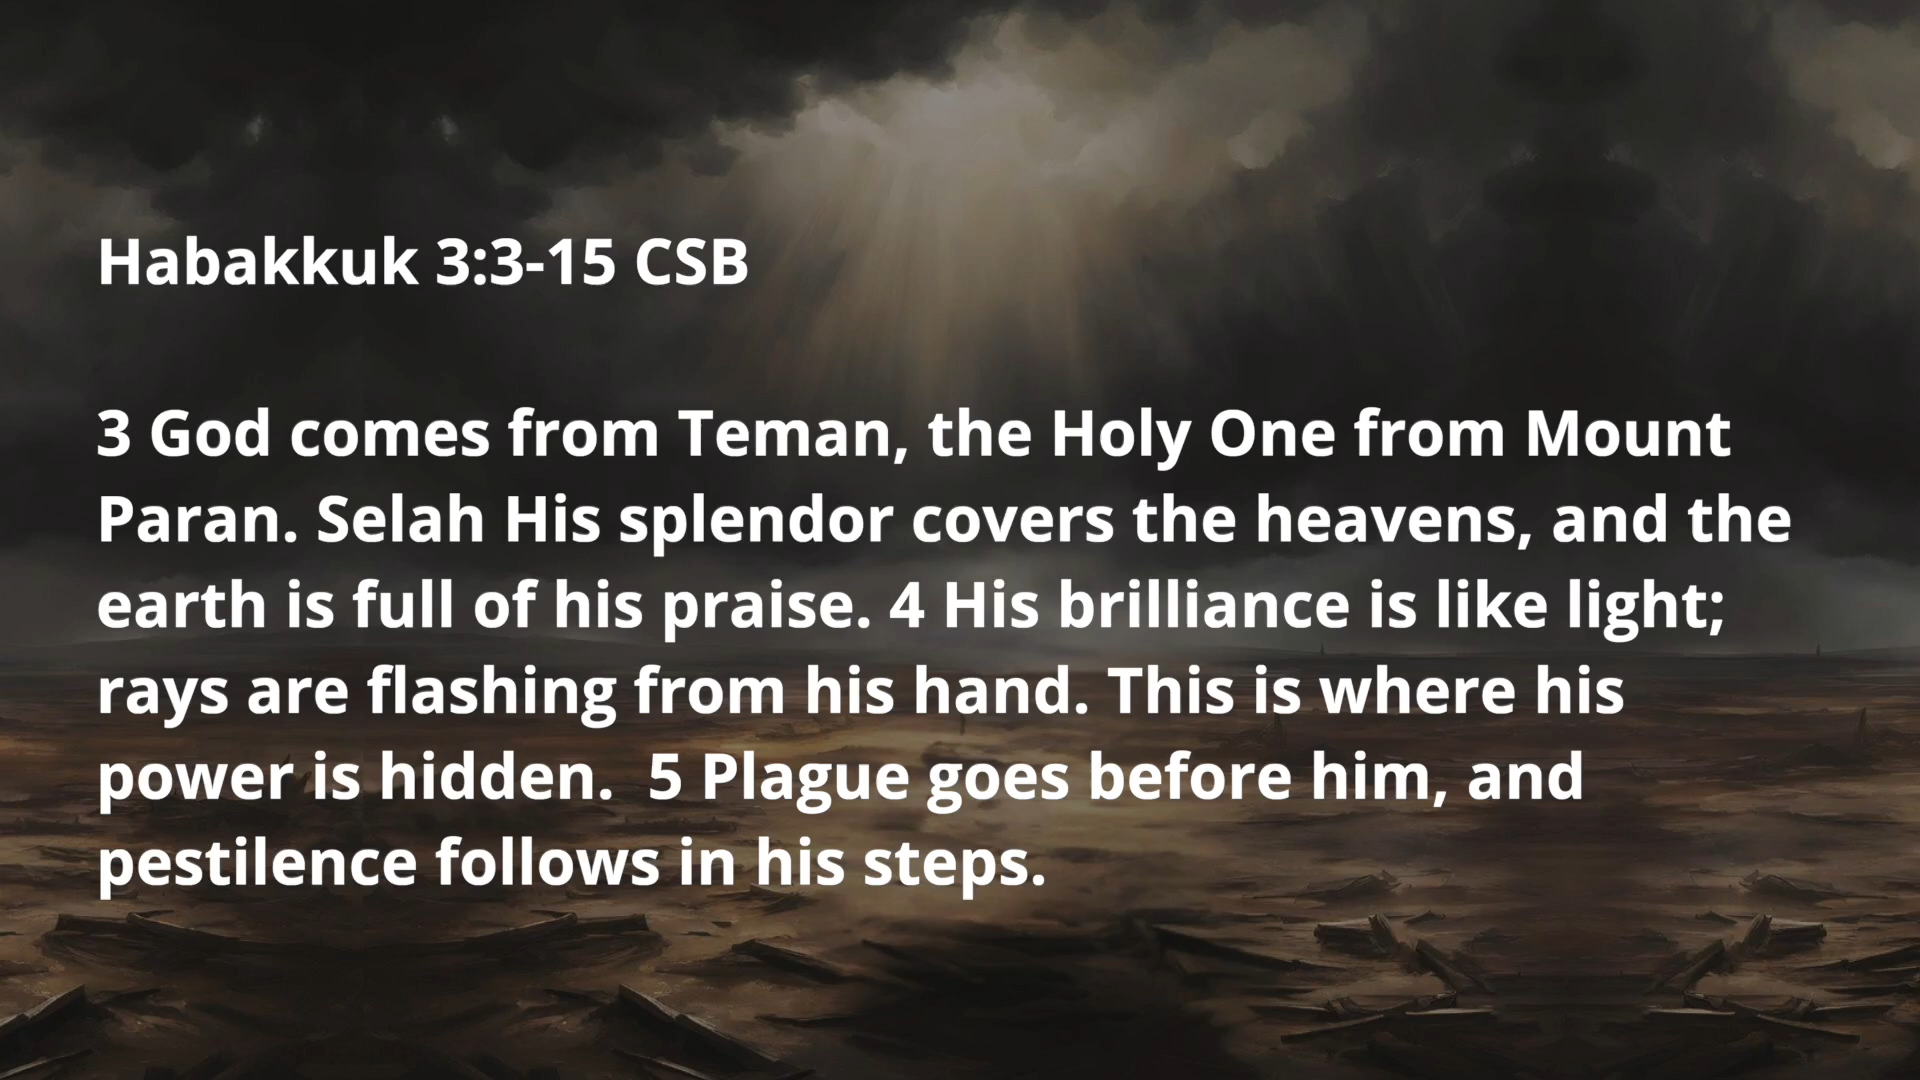 Habakkuk 3:3-15 CSB
3 God comes from Teman, the Holy One from Mount
Paran. Selah His splendor covers the heavens, and the
earth is full of his praise. 4 His brilliance is like light;
rays are flashing from his hand. This is where his
power is hidden.  5 Plague goes before him, and
pestilence follows in his steps.